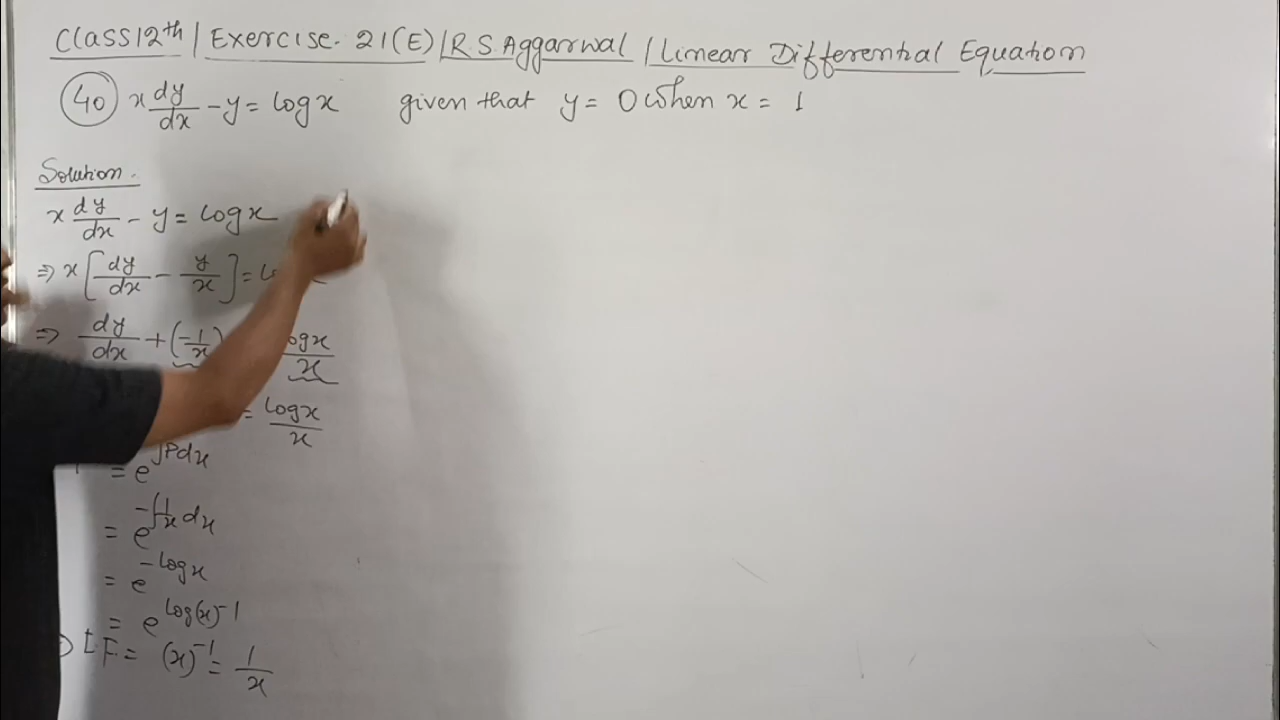 Class 12th / Exercise. 21(E) / R.S. Aggarwal / Linear Differential Equation
(40) x dy/dx - y = log x given that y = 0 when x = 1
Solution.
x dy/dx - y = log x
⇒ x [dy/dx - y/x] =
⇒ dy/dx + (-1/x) log x/x
= log x/x
= e^∫P dx
= e^-∫1/x dx
= e^-log x
= e^log(x)^-1
I.F = (x)^-1 = 1/x